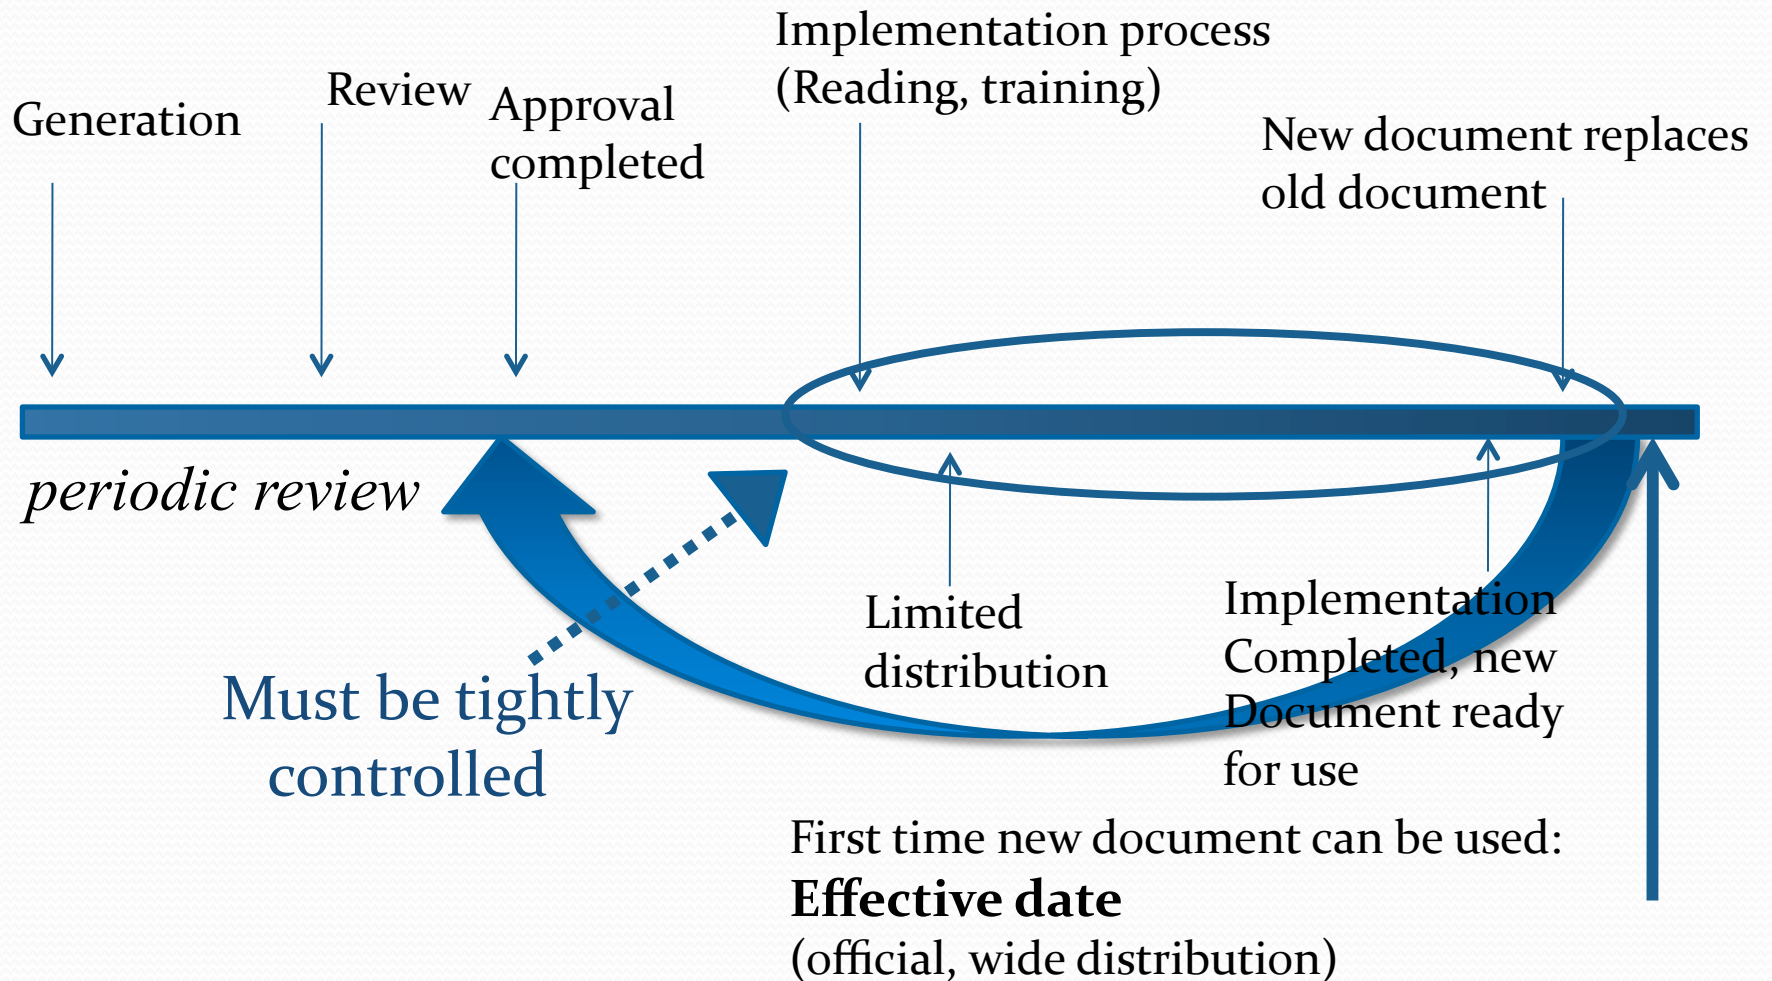 Implementation process
(Reading, training)
Review
Approval
completed
Generation
New document replaces
old document
periodic review
Limited
distribution
Implementation
Completed, new
Document ready
for use
Must be tightly
controlled
First time new document can be used:
Effective date
(official, wide distribution)